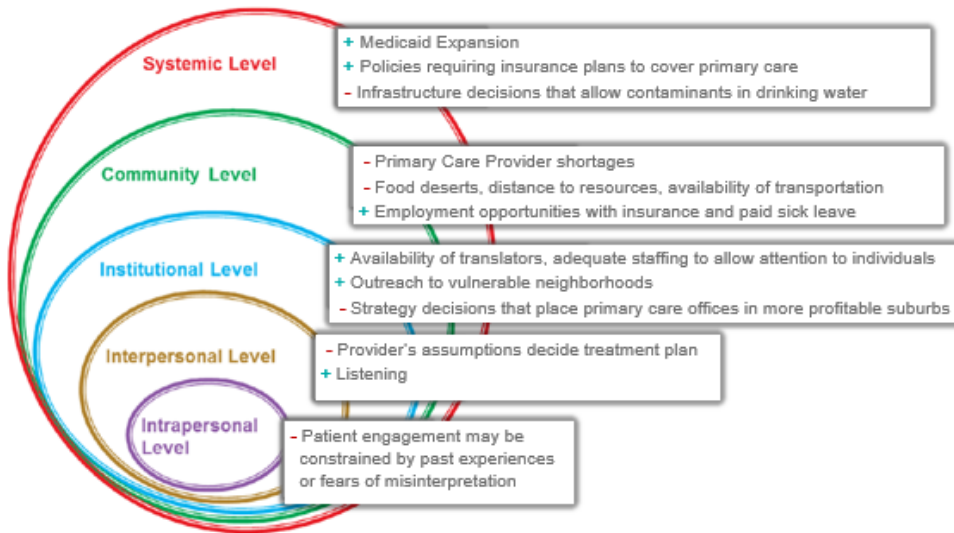 Systemic Level
+ Medicaid Expansion
+ Policies requiring insurance plans to cover primary care
- Infrastructure decisions that allow contaminants in drinking water
Community Level
- Primary Care Provider shortages
- Food deserts, distance to resources, availability of transportation
+ Employment opportunities with insurance and paid sick leave
Institutional Level
+ Availability of translators, adequate staffing to allow attention to individuals
+ Outreach to vulnerable neighborhoods
- Strategy decisions that place primary care offices in more profitable suburbs
Interpersonal Level
- Provider's assumptions decide treatment plan
+ Listening
Intrapersonal
Level
- Patient engagement may be
constrained by past experiences
or fears of misinterpretation